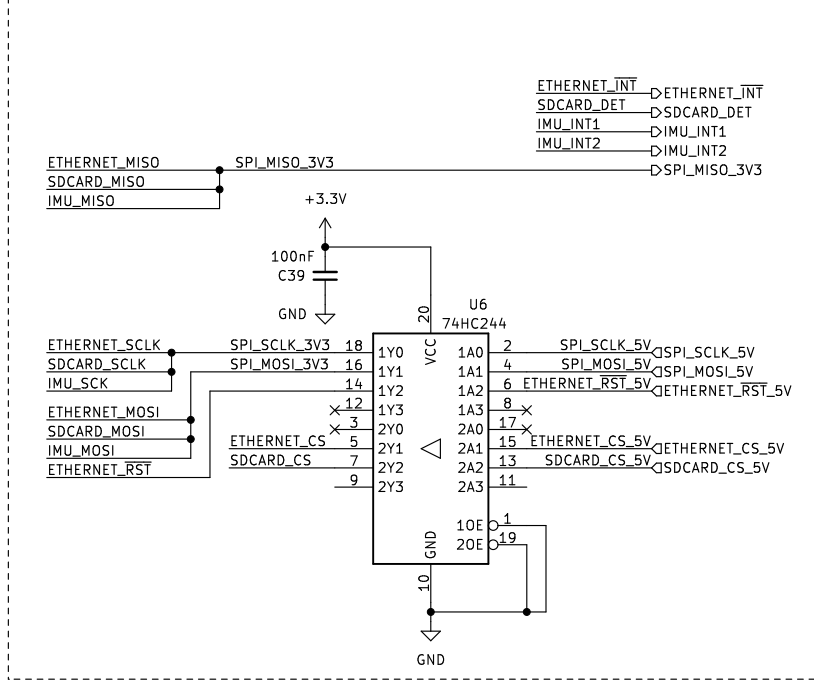 ETHERNET_INT ETHERNET_INT
SDCARD_DET SDCARD_DET
IMU_INT1 IMU_INT1
IMU_INT2 IMU_INT2
ETHERNET_MISO SPI_MISO_3V3 SPI_MISO_3V3
SDCARD_MISO
IMU_MISO
+3.3V
100nF
C39
GND
20
U6
74HC244
VCC
ETHERNET_SCLK SPI_SCLK_3V3 18 1Y0 1A0 2 SPI_SCLK_5V SPI_SCLK_5V
SDCARD_SCLK SPI_MOSI_3V3 16 1Y1 1A1 4 SPI_MOSI_5V SPI_MOSI_5V
IMU_SCK 14 1Y2 1A2 6 ETHERNET_RST_5V ETHERNET_RST_5V
ETHERNET_MOSI 12 1Y3 1A3 8
SDCARD_MOSI 3 2Y0 2A0 17
IMU_MOSI ETHERNET_CS 5 2Y1 2A1 15 ETHERNET_CS_5V ETHERNET_CS_5V
ETHERNET_RST SDCARD_CS 7 2Y2 2A2 13 SDCARD_CS_5V SDCARD_CS_5V
9 2Y3 2A3 11
1OE 1
2OE 19
GND
10
GND